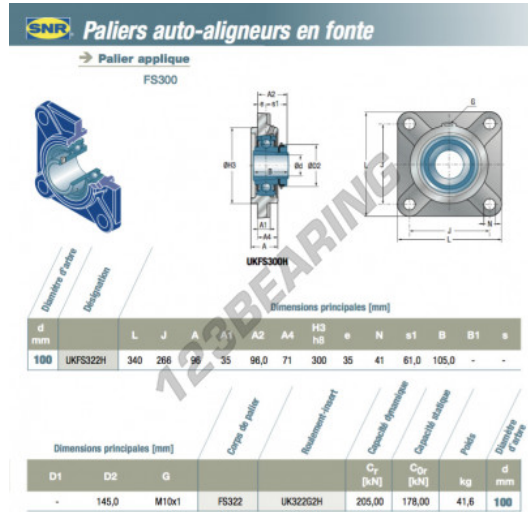 SNR Paliers auto-aligneurs en fonte
Palier applique
FS300
A2
e s1
G
ØH3
B
Ød
ØD2
L
J
A1
A4
A
N
J
L
UKFS300H
123BEARING
Diamètre d'arbre
Désignation
Dimensions principales [mm]
d mm L J A A1 A2 A4 H3 h8 e N s1 B B1 s
100 UKFS322H 340 266 96 35 96,0 71 300 35 41 61,0 105,0 - -
Dimensions principales [mm]
Corps de palier
Roulement-insert
Capacité dynamique
Capacité statique
Poids
Diamètre d'arbre
D1 D2 G Cr [kN] C0r [kN] kg d mm
- 145,0 M10x1 FS322 UK322G2H 205,00 178,00 41,6 100